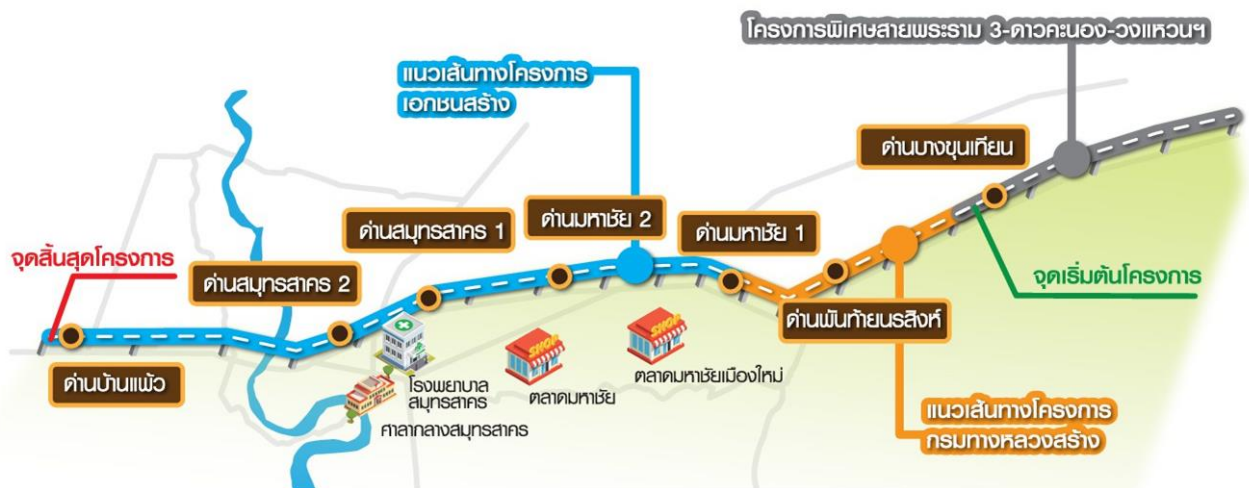 โครงการพิเศษสายพระราม 3-ดาวคะนอง-วงแหวนฯ
แนวเส้นทางโครงการ
เอกชนสร้าง
ด่านบางขุนเทียน
ด่านสมุทรสาคร 1
ด่านมหาชัย 2
ด่านมหาชัย 1
จุดสิ้นสุดโครงการ
ด่านสมุทรสาคร 2
จุดเริ่มต้นโครงการ
ด่านพันท้ายนรสิงห์
SHOP
SHOP
ด่านบ้านแพ้ว
โรงพยาบาล
สมุทรสาคร
ตลาดมหาชัย
ตลาดมหาชัยเมืองใหม่
ศาลากลางสมุทรสาคร
แนวเส้นทางโครงการ
กรมทางหลวงสร้าง